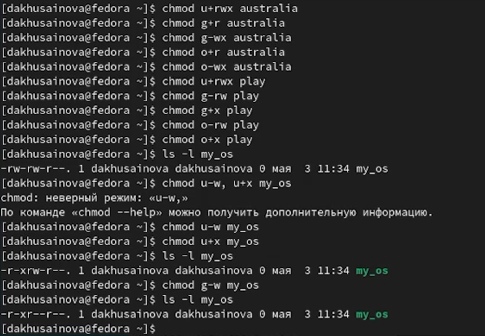 [dakhusainova@fedora ~]$ chmod u+rwx australia
[dakhusainova@fedora ~]$ chmod g+r australia
[dakhusainova@fedora ~]$ chmod g-wx australia
[dakhusainova@fedora ~]$ chmod o+r australia
[dakhusainova@fedora ~]$ chmod o-wx australia
[dakhusainova@fedora ~]$ chmod u+rwx play
[dakhusainova@fedora ~]$ chmod g-rw play
[dakhusainova@fedora ~]$ chmod g+x play
[dakhusainova@fedora ~]$ chmod o-rw play
[dakhusainova@fedora ~]$ chmod o+x play
[dakhusainova@fedora ~]$ ls -l my_os
-rw-rw-r--. 1 dakhusainova dakhusainova 0 мая  3 11:34 my_os
[dakhusainova@fedora ~]$ chmod u-w, u+x my_os
chmod: неверный режим: «u-w,»
По команде «chmod --help» можно получить дополнительную информацию.
[dakhusainova@fedora ~]$ chmod u-w my_os
[dakhusainova@fedora ~]$ chmod u+x my_os
[dakhusainova@fedora ~]$ ls -l my_os
-r-xrw-r--. 1 dakhusainova dakhusainova 0 мая  3 11:34 my_os
[dakhusainova@fedora ~]$ chmod g-w my_os
[dakhusainova@fedora ~]$ ls -l my_os
-r-xr--r--. 1 dakhusainova dakhusainova 0 мая  3 11:34 my_os
[dakhusainova@fedora ~]$